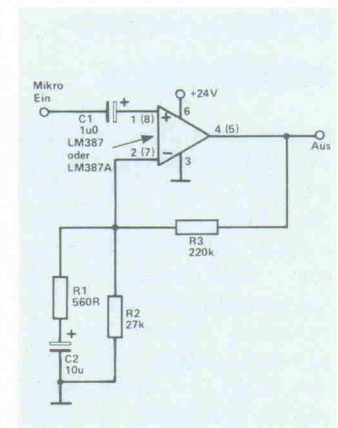 Mikro
Ein
C1
1u0
LM387
oder
LM387A
+
1 (8)
2 (7)
+
−
+24V
6
3
4 (5)
Aus
R3
220k
R1
560R
+
C2
10u
R2
27k